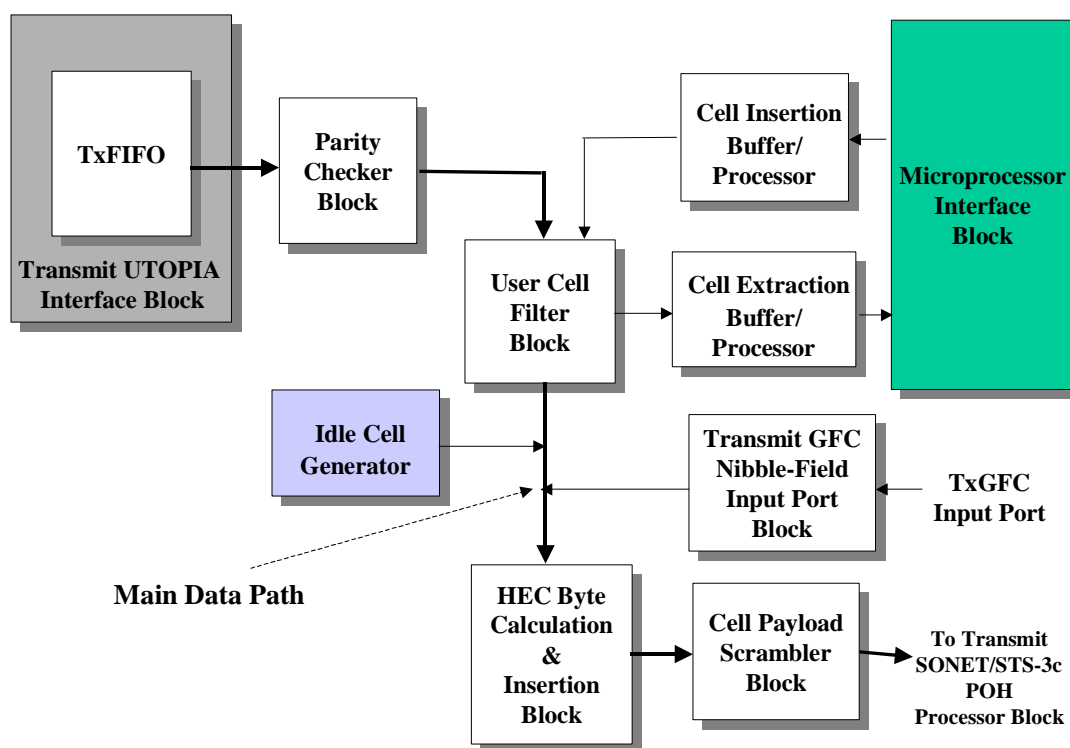 TxFIFO
Transmit UTOPIA
Interface Block
Parity
Checker
Block
Cell Insertion
Buffer/
Processor
Microprocessor
Interface
Block
User Cell
Filter
Block
Cell Extraction
Buffer/
Processor
Idle Cell
Generator
Transmit GFC
Nibble-Field
Input Port
Block
TxGFC
Input Port
Main Data Path
HEC Byte
Calculation
&
Insertion
Block
Cell Payload
Scrambler
Block
To Transmit
SONET/STS-3c
POH
Processor Block